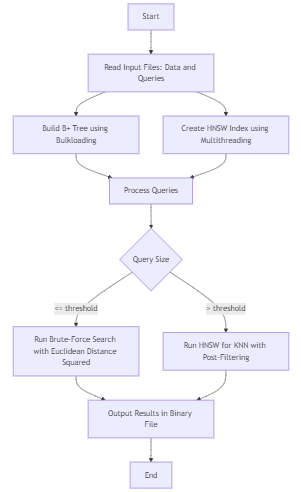 Start
Read Input Files: Data and
Queries
Build B+ Tree using
Bulkloading
Create HNSW Index using
Multithreading
Process Queries
Query Size
<= threshold
> threshold
Run Brute-Force Search
with Euclidean Distance
Squared
Run HNSW for KNN with
Post-Filtering
Output Results in Binary
File
End